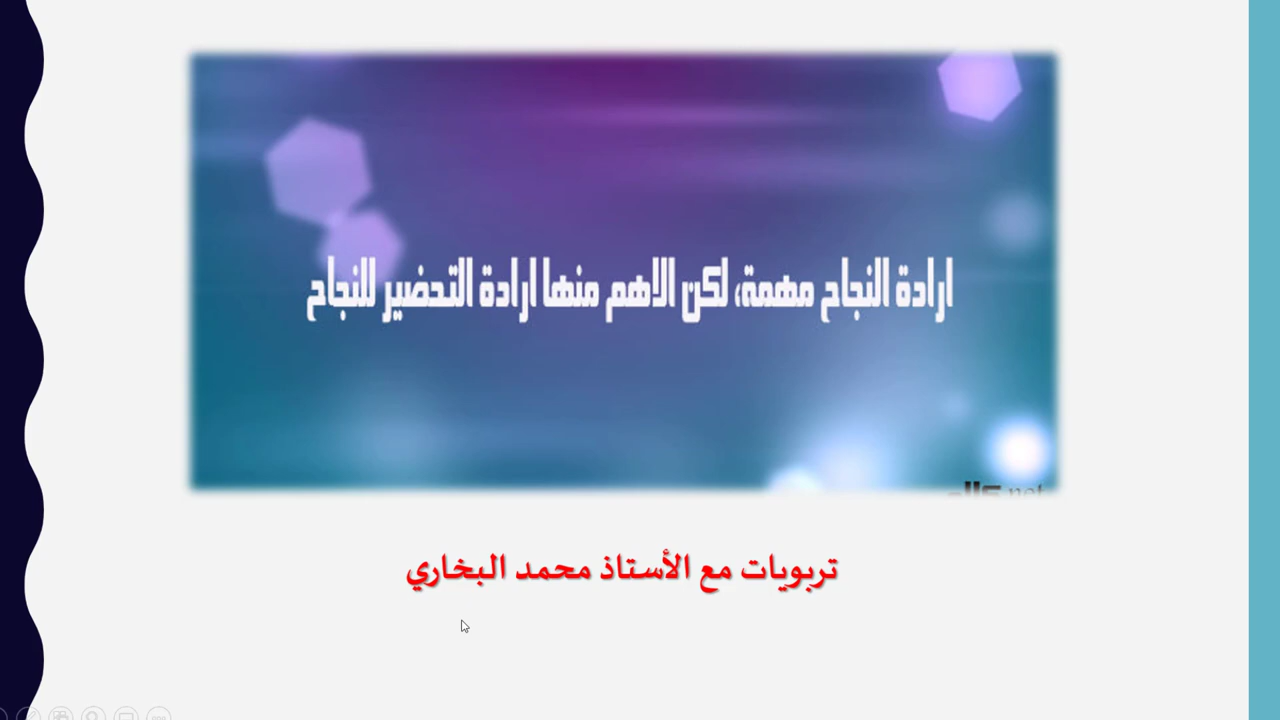 ارادة النجاح مهمة، لكن الاهم منها ارادة التحضير للنجاح
تربويات مع الأستاذ محمد البخاري